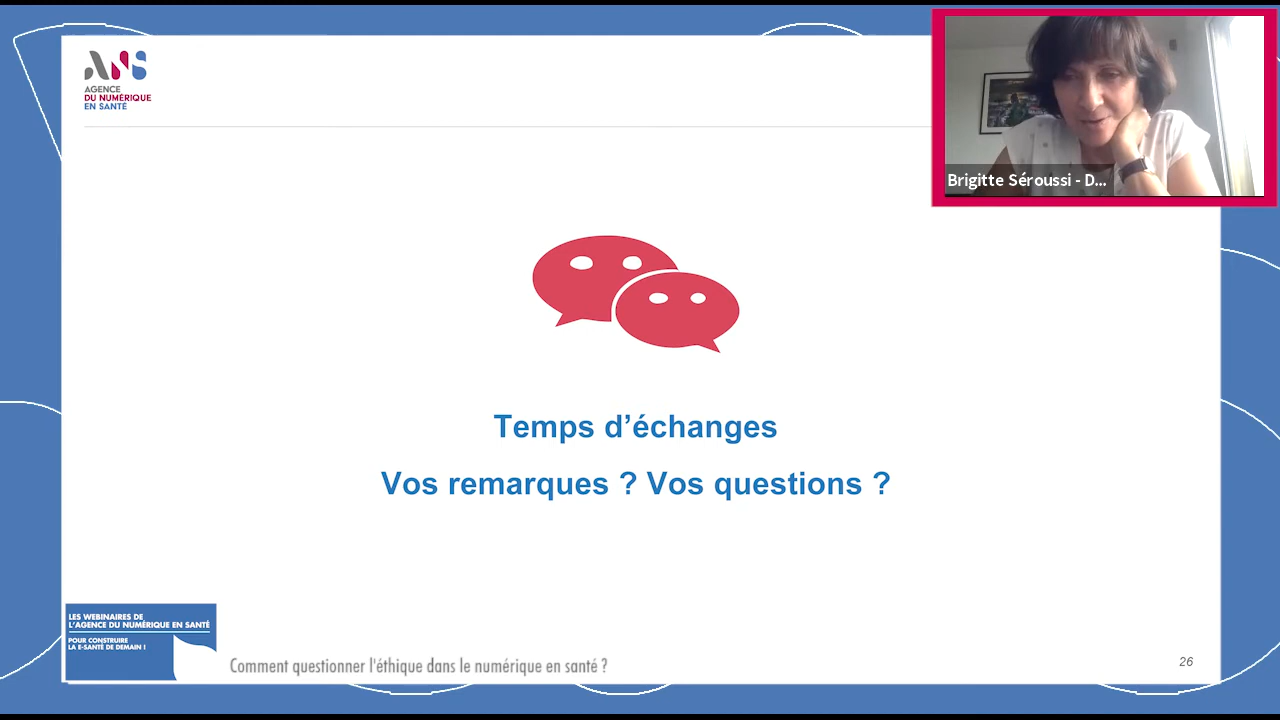 ANS
AGENCE
DU NUMÉRIQUE
EN SANTÉ
Brigitte Séroussi - D...
Temps d’échanges
Vos remarques ? Vos questions ?
LES WEBINAIRES DE
L'AGENCE DU NUMÉRIQUE EN SANTÉ
POUR CONSTRUIRE
LA E-SANTÉ DE DEMAIN !
Comment questionner l'éthique dans le numérique en santé ?
26